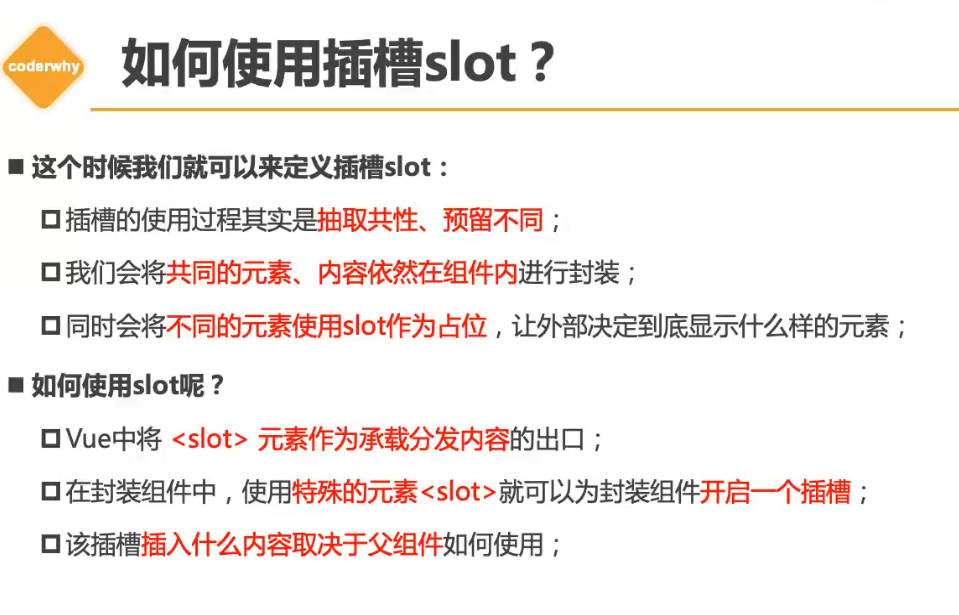 coderwhy
如何使用插槽slot？
这个时候我们就可以来定义插槽slot：
插槽的使用过程其实是抽取共性、预留不同；
我们会将共同的元素、内容依然在组件内进行封装；
同时会将不同的元素使用slot作为占位，让外部决定到底显示什么样的元素；
如何使用slot呢？
Vue中将 <slot> 元素作为承载分发内容的出口；
在封装组件中，使用特殊的元素<slot>就可以为封装组件开启一个插槽；
该插槽插入什么内容取决于父组件如何使用；